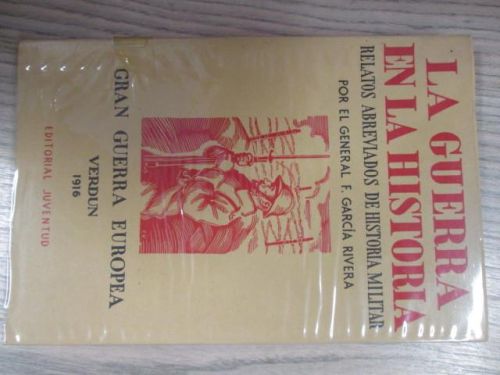 LA GUERRA
EN LA HISTORIA
RELATOS ABREVIADOS DE HISTORIA MILITAR
POR EL GENERAL F. GARCÍA RIVERA
GRAN GUERRA EUROPEA
VERDUN
1916
EDITORIAL JUVENTUD